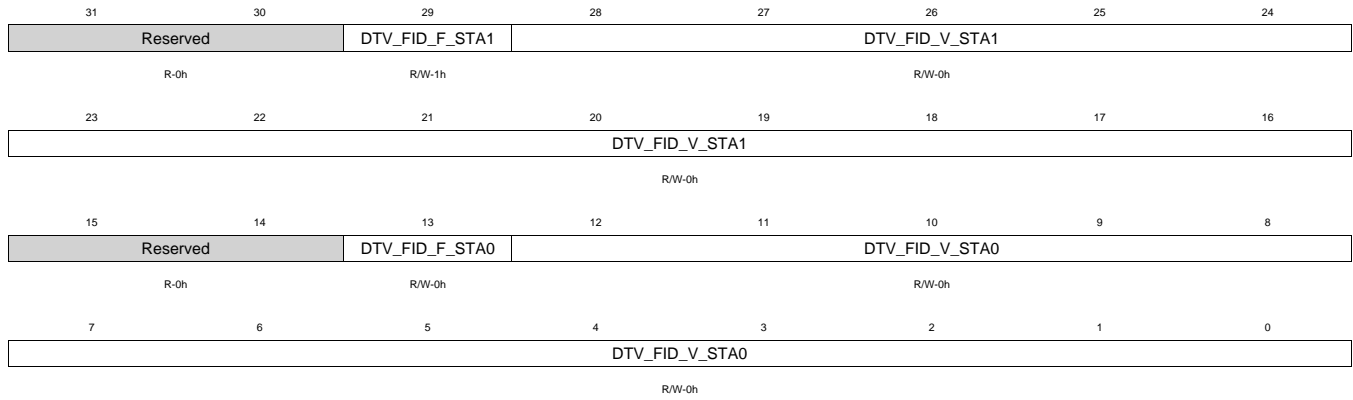 31 30 29 28 27 26 25 24
Reserved DTV_FID_F_STA1 DTV_FID_V_STA1
R-0h R/W-1h R/W-0h
23 22 21 20 19 18 17 16
DTV_FID_V_STA1
R/W-0h
15 14 13 12 11 10 9 8
Reserved DTV_FID_F_STA0 DTV_FID_V_STA0
R-0h R/W-0h R/W-0h
7 6 5 4 3 2 1 0
DTV_FID_V_STA0
R/W-0h